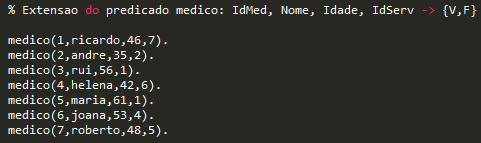 % Extensao do predicado medico: IdMed, Nome, Idade, IdServ -> {V,F}
medico(1,ricardo,46,7).
medico(2,andre,35,2).
medico(3,rui,56,1).
medico(4,helena,42,6).
medico(5,maria,61,1).
medico(6,joana,53,4).
medico(7,roberto,48,5).